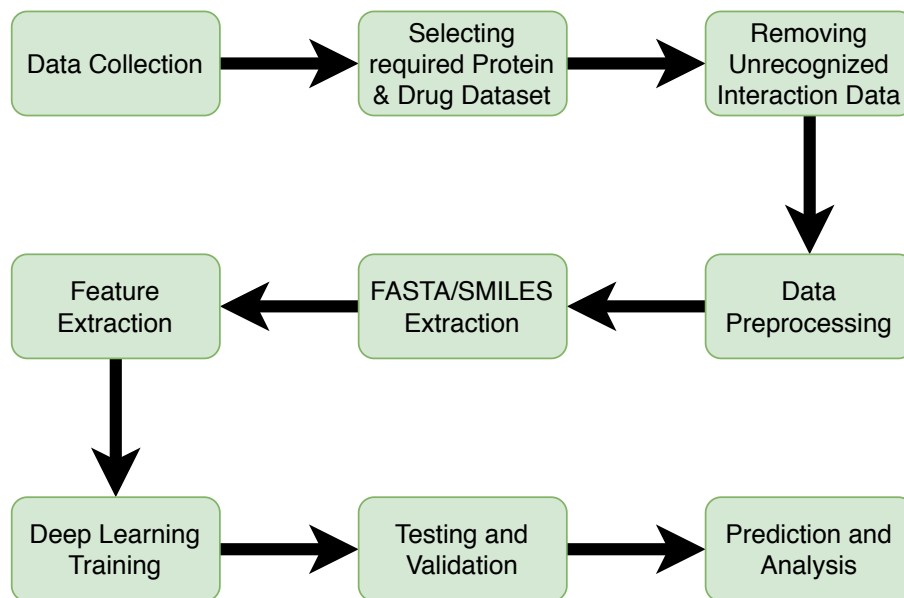 Data Collection
Selecting
required Protein
& Drug Dataset
Removing
Unrecognized
Interaction Data
Data
Preprocessing
FASTA/SMILES
Extraction
Feature
Extraction
Deep Learning
Training
Testing and
Validation
Prediction and
Analysis